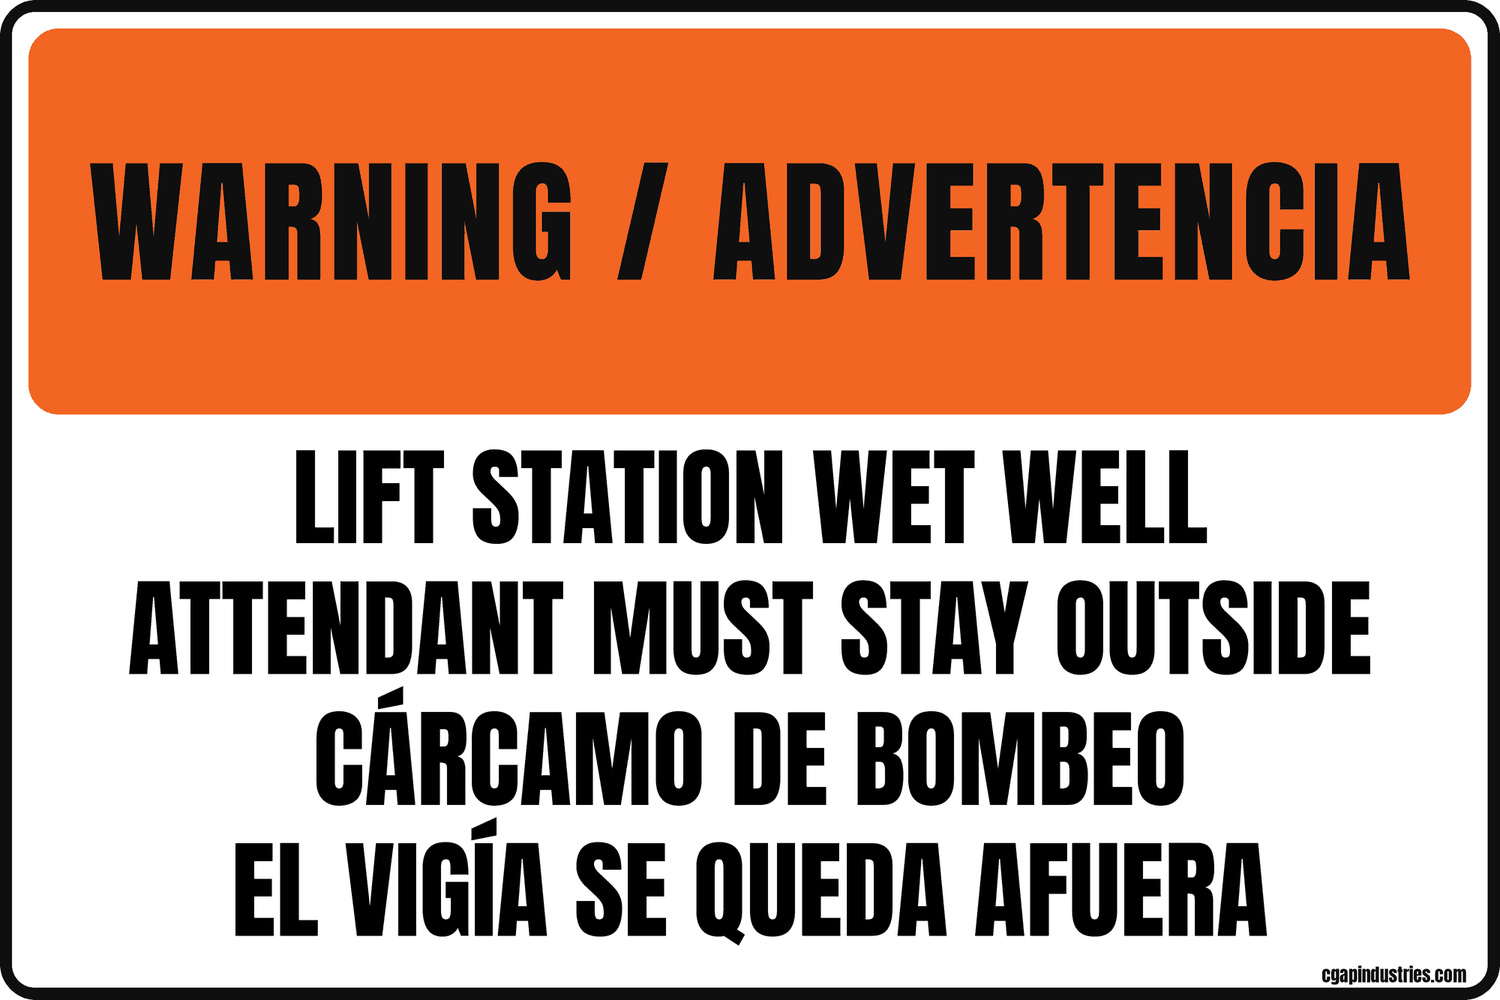 WARNING / ADVERTENCIA
LIFT STATION WET WELL
ATTENDANT MUST STAY OUTSIDE
CÁRCAMO DE BOMBEO
EL VIGÍA SE QUEDA AFUERA
cgapindustries.com